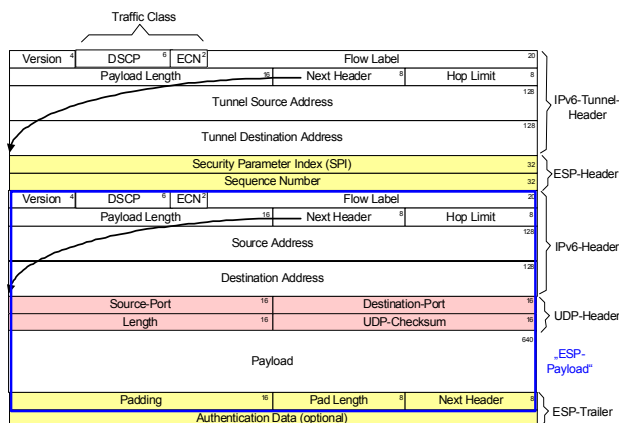 Traffic Class
Version 4 DSCP 6 ECN 2 Flow Label 20
Payload Length 16 Next Header 8 Hop Limit 8
Tunnel Source Address 128
Tunnel Destination Address 128
IPv6-Tunnel-
Header
Security Parameter Index (SPI) 32
Sequence Number 32
ESP-Header
Version 4 DSCP 6 ECN 2 Flow Label 20
Payload Length 16 Next Header 8 Hop Limit 8
Source Address 128
Destination Address 128
IPv6-Header
Source-Port 16 Destination-Port 16
Length 16 UDP-Checksum 16
UDP-Header
Payload 640
„ESP-
Payload“
Padding 16 Pad Length 8 Next Header 8
Authentication Data (optional)
ESP-Trailer